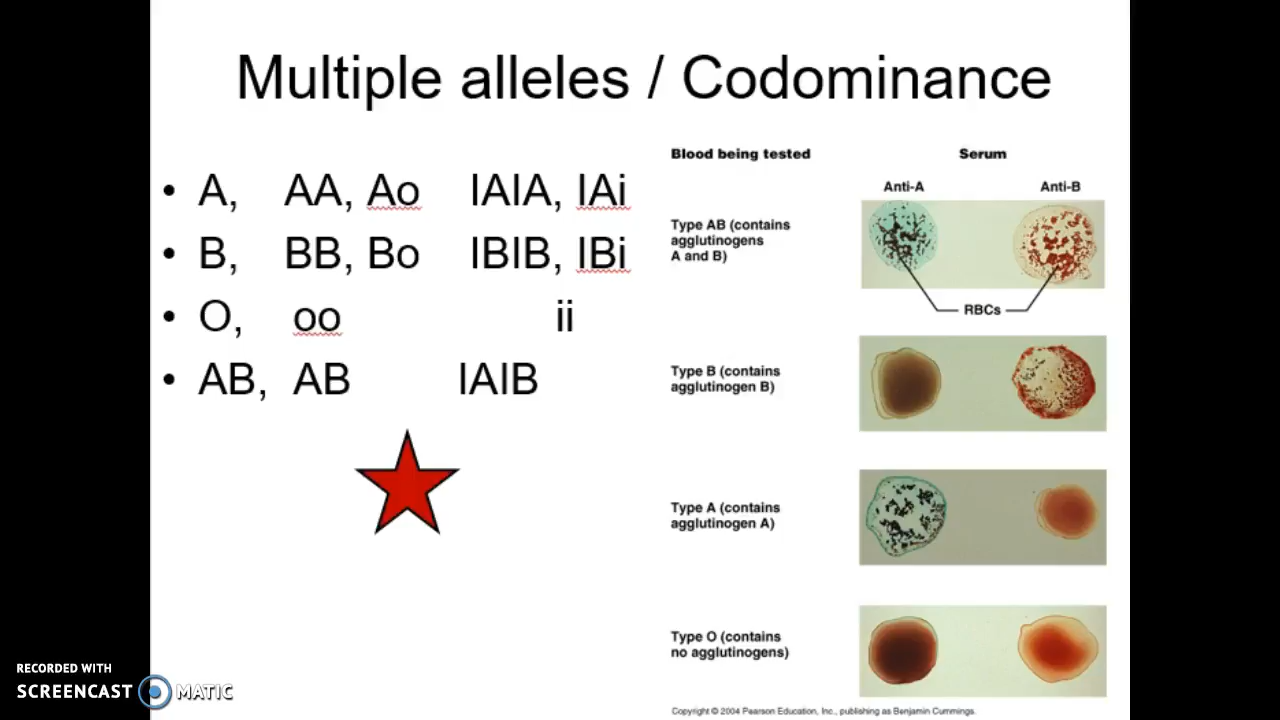 Multiple alleles / Codominance
• A, AA, Ao IAIA, IAi
• B, BB, Bo IBIB, IBi
• O, oo ii
• AB, AB IAIB
Blood being tested Serum
Anti-A Anti-B
Type AB (contains
agglutinogens
A and B)
RBCs
Type B (contains
agglutinogen B)
Type A (contains
agglutinogen A)
Type O (contains
no agglutinogens)
Copyright © 2004 Pearson Education, Inc., publishing as Benjamin Cummings.
RECORDED WITH
SCREENCAST MATIC